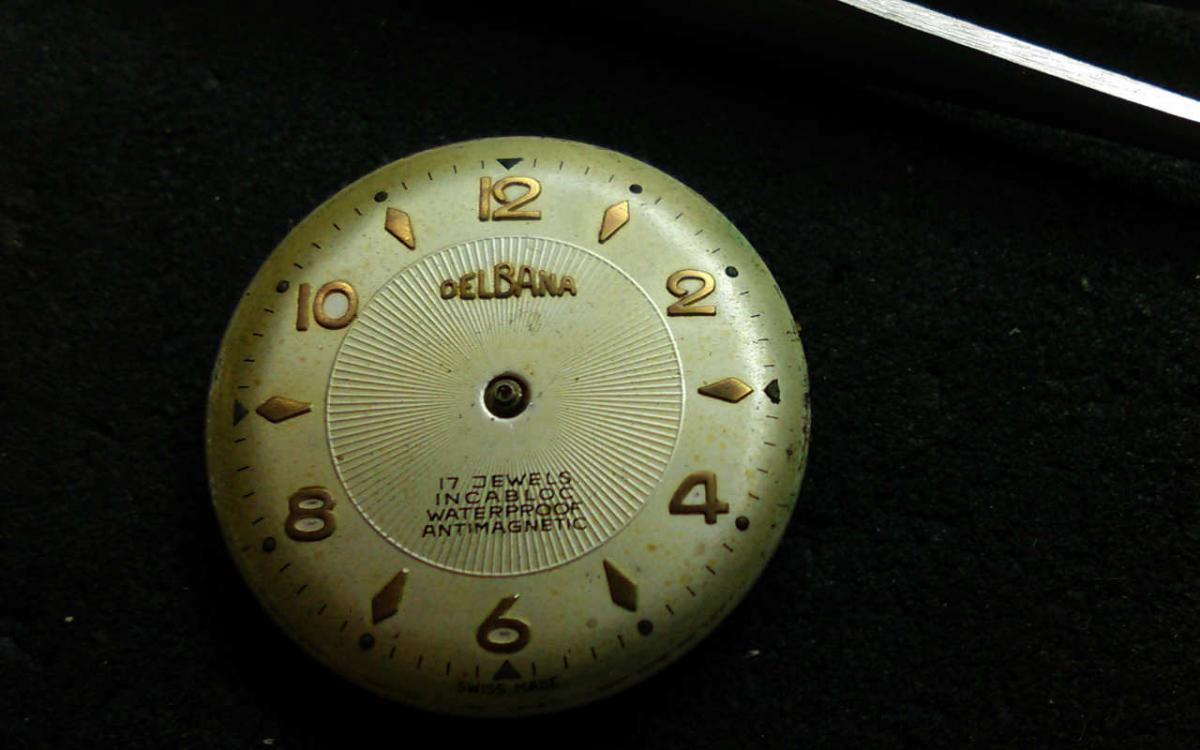 12
DELBANA
10
2
17 JEWELS
INCABLOC
WATERPROOF
ANTIMAGNETIC
8
4
6
SWISS MADE